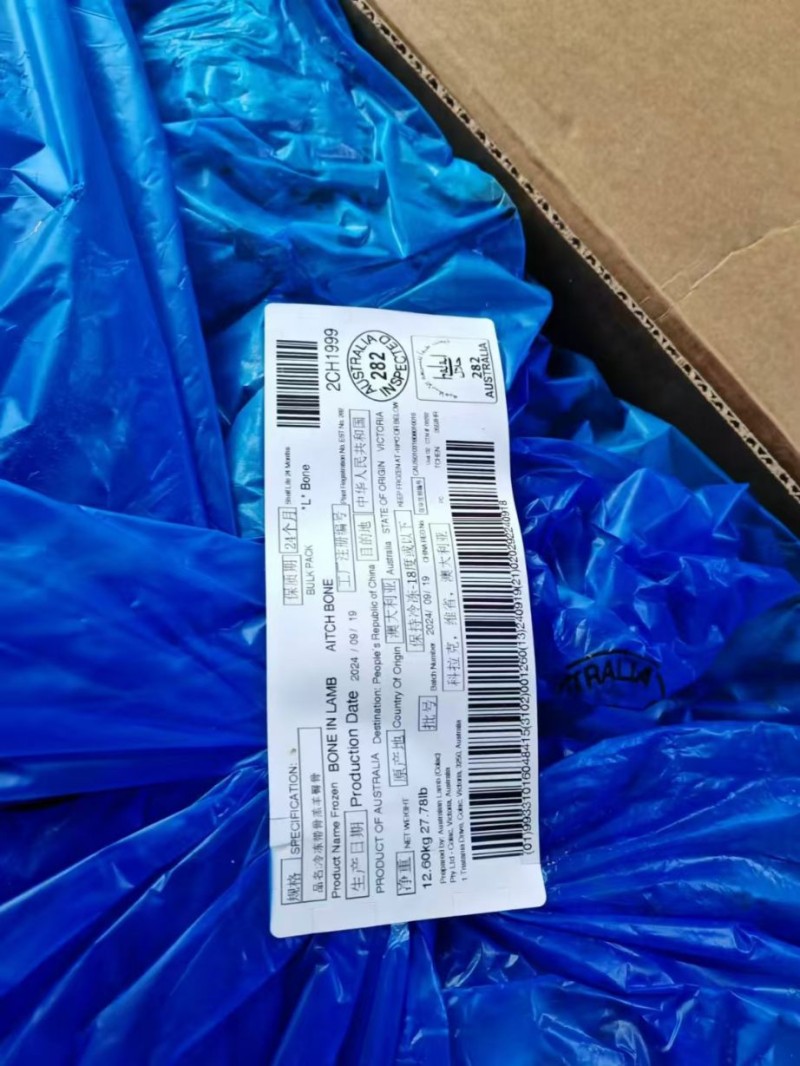 规格 SPECIFICATION:
保质期 24个月 Shelf Life 24 Months
2CH1999
品名:冷冻带骨羔羊臀骨
BULK PACK "L" Bone
AUSTRALIA 282 INSPECTED
Product Name Frozen BONE IN LAMB AITCH BONE
工厂注册编号
生产日期 Production Date 2024 / 09 / 19
目的地 中华人民共和国
282
AUSTRALIA
PRODUCT OF AUSTRALIA Destination: People's Republic of China
原产地 Country Of Origin 澳大利亚 Australia STATE OF ORIGIN VICTORIA
净重 NET WEIGHT
保持冷冻-18度或以下
12.60kg 27.78lb
批号 Batch Number 2024/ 09/ 19
科拉克, 维省, 澳大利亚
Prepared by: Australian Lamb (Colac)
Pty Ltd - Colac, Victoria, Australia
Colac, Victoria, 3250, Australia
AUSTRALIA